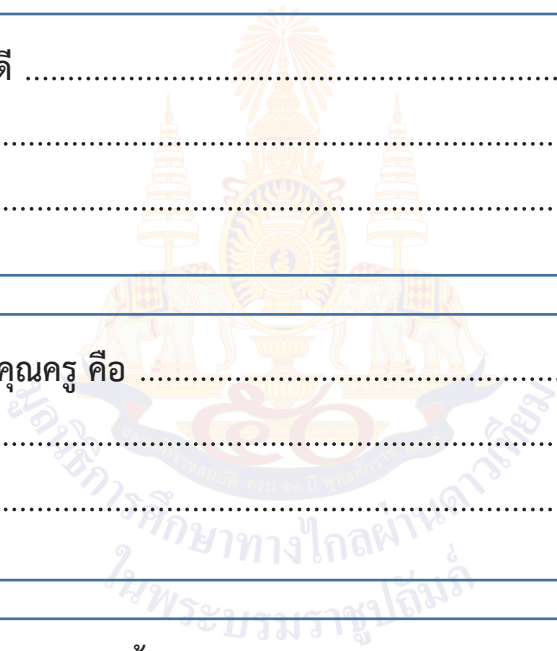 ดี ................................................................
................................................................
................................................................
คุณครู คือ ................................................................
................................................................
................................................................
มูลนิธิการศึกษาทางไกลผ่านดาวเทียม
ในพระบรมราชูปถัมภ์